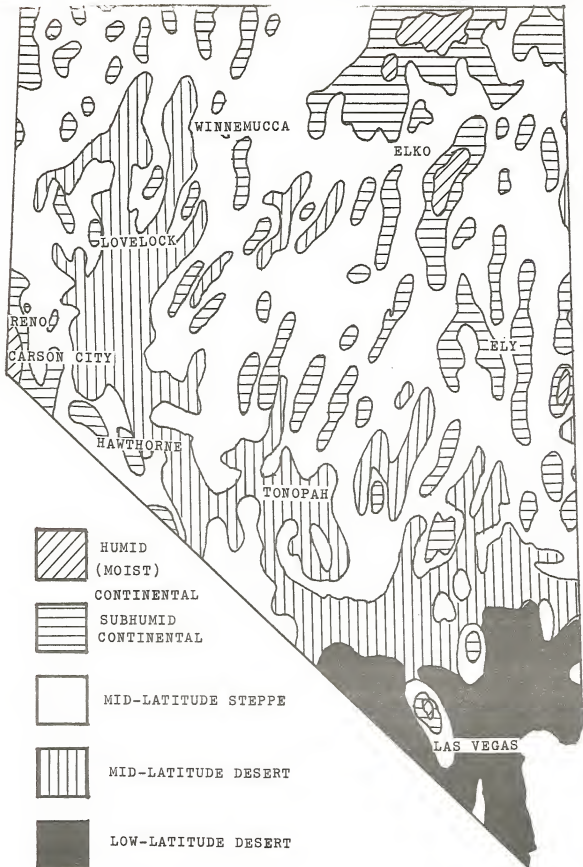 WINNEMUCCA
ELKO
LOVELOCK
RENO
CARSON CITY
ELY
HAWTHORNE
TONOPAH
HUMID
(MOIST)
CONTINENTAL
SUBHUMID
CONTINENTAL
MID-LATITUDE STEPPE
LAS VEGAS
MID-LATITUDE DESERT
LOW-LATITUDE DESERT